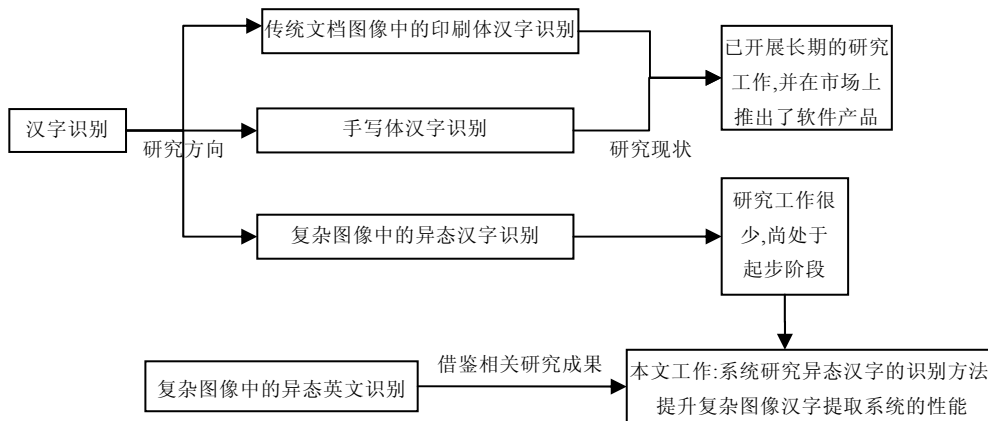 传统文档图像中的印刷体汉字识别
已开展长期的研究
工作,并在市场上
推出了软件产品
汉字识别
手写体汉字识别
研究方向
研究现状
复杂图像中的异态汉字识别
研究工作很
少,尚处于
起步阶段
复杂图像中的异态英文识别
借鉴相关研究成果
本文工作:系统研究异态汉字的识别方法
提升复杂图像汉字提取系统的性能